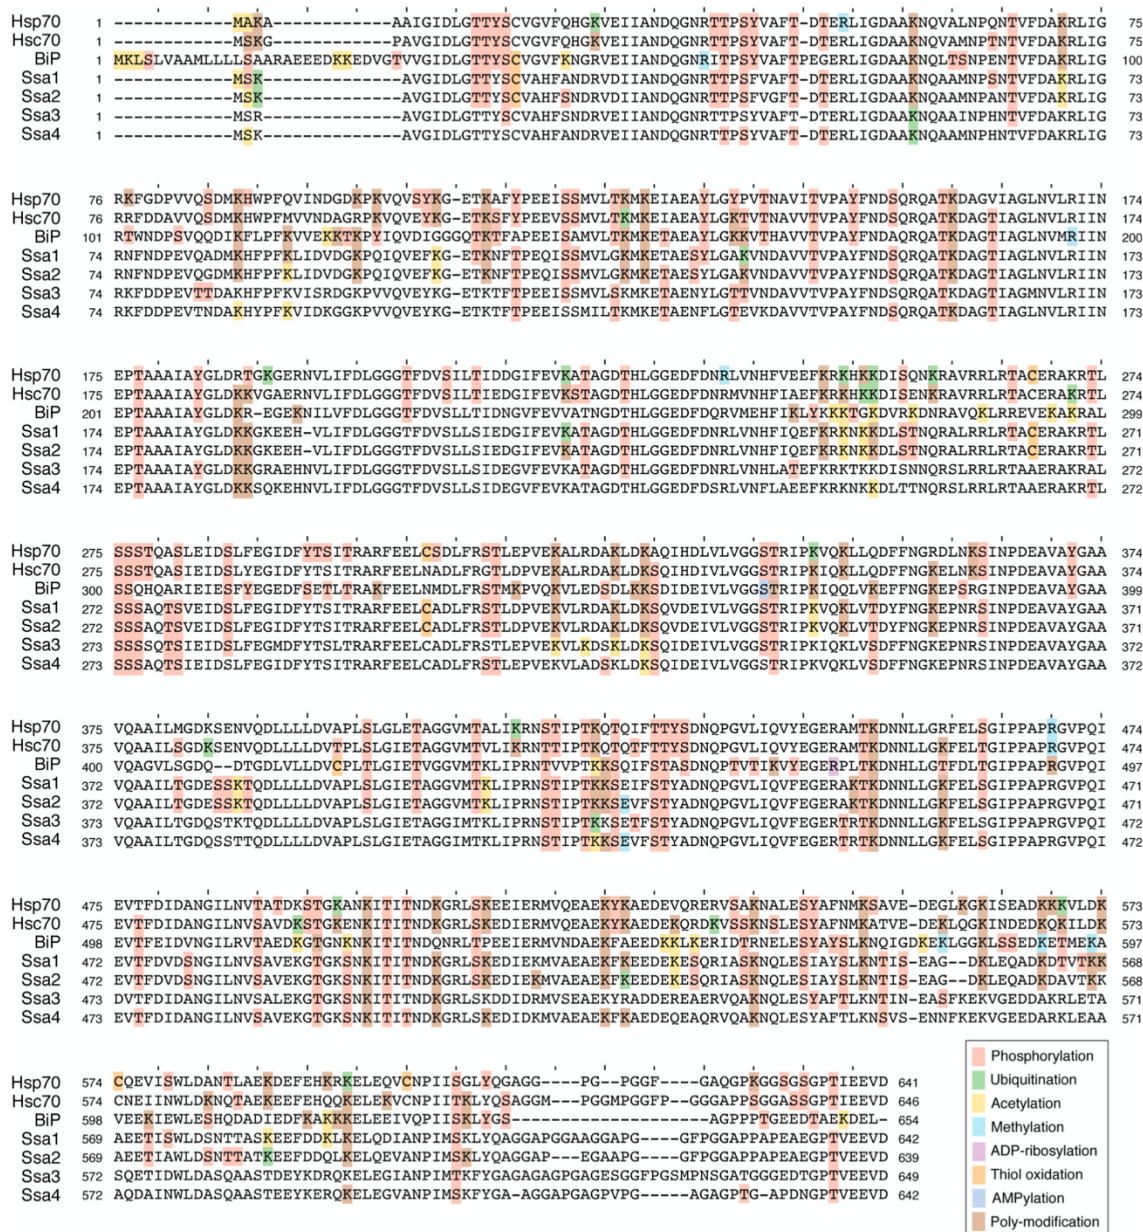 Hsp70 1 ------------MAKA-------------AAIGIDLGTTYSCVGVFQHGKVEIIANDQGNRTTPSYVAFT-DTERLIGDAAKNQVALNPQNTVFDAKRLIG 75
Hsc70 1 ------------MSKG-------------PAVGIDLGTTYSCVGVFQHGKVEIIANDQGNRTTPSYVAFT-DTERLIGDAAKNQVAMNPTNTVFDAKRLIG 75
BiP 1 MKLSLVAAMLLLLSAARAEEEDKKEDVGTVVGIDLGTTYSCVGVFKNGRVEIIANDQGNRITPSYVAFTPEGERLIGDAAKNQLTSNPENTVFDAKRLIG 100
Ssa1 1 ------------MSK--------------AVGIDLGTTYSCVAHFANDRVDIIANDQGNRTTPSFVAFT-DTERLIGDAAKNQAAMNPSNTVFDAKRLIG 73
Ssa2 1 ------------MSK--------------AVGIDLGTTYSCVAHFSNDRVDIIANDQGNRTTPSFVGFT-DTERLIGDAAKNQAAMNPANTVFDAKRLIG 73
Ssa3 1 ------------MSR--------------AVGIDLGTTYSCVAHFSNDRVEIIANDQGNRTTPSYVAFT-DTERLIGDAAKNQAAINPHNTVFDAKRLIG 73
Ssa4 1 ------------MSK--------------AVGIDLGTTYSCVAHFANDRVEIIANDQGNRTTPSYVAFT-DTERLIGDAAKNQAAMNPHNTVFDAKRLIG 73
Hsp70 76 RKFGDPVVQSDMKHWPFQVINDGDKPKVQVSYKG-ETKAFYPEEISSMVLTKMKEIAEAYLGYPVTNAVITVPAYFNDSQRQATKDAGVIAGLNVLRIIN 174
Hsc70 76 RRFDDAVVQSDMKHWPFMVVNDAGRPKVQVEYKG-ETKSFYPEEISSMVLTKMKEIAEAYLGKTVTNAVVTVPAYFNDSQRQATKDAGTIAGLNVLRIIN 174
BiP 101 RTWNDPSVQQDIKFLPFKVVEKKTKPYIQVDIGGGQTKTFAPEEISAMVLTKMKETAEAYLGKKVTHAVVTVPAYFNDAQRQATKDAGTIAGLNVMRIIN 200
Ssa1 74 RNFNDPEVQADMKHFPFKLIDVDGKPQIQVEFKG-ETKNFTPEQISSMVLGKMKETAESYLGAKVNDAVVTVPAYFNDSQRQATKDAGTIAGLNVLRIIN 173
Ssa2 74 RNFNDPEVQGDMKHFPFKLIDVDGKPQIQVEFKG-ETKNFTPEQISSMVLGKMKETAESYLGAKVNDAVVTVPAYFNDSQRQATKDAGTIAGLNVLRIIN 173
Ssa3 74 RKFDDPEVTTDAKHFPFKVISRDGKPVVQVEYKG-ETKTFTPEEISSMVLSKMKETAENYLGTTVNDAVVTVPAYFNDSQRQATKDAGTIAGMNVLRIIN 173
Ssa4 74 RKFDDPEVTNDAKHYPFKVIDKGGKPVVQVEYKG-ETKTFTPEEISSMILTKMKETAENFLGTEVKDAVVTVPAYFNDSQRQATKDAGTIAGLNVLRIIN 173
Hsp70 175 EPTAAAIAYGLDRTGKGERNVLIFDLGGGTFDVSILTIDDGIFEVKATAGDTHLGGEDFDNRLVNHFVEEFKRKHKKDISQNKRAVRRLRTACERAKRTL 274
Hsc70 175 EPTAAAIAYGLDKKVGAERNVLIFDLGGGTFDVSILTIEDGIFEVKSTAGDTHLGGEDFDNRMVNHFIAEFKRKHKKDISENKRAVRRLRTACERAKRTL 274
BiP 201 EPTAAAIAYGLDKR-EGEKNILVFDLGGGTFDVSLLTIDNGVFEVVATNGDTHLGGEDFDQRVMEHFIKLYKKKTGKDVRKDNRAVQKLRREVEKAKRAL 299
Ssa1 174 EPTAAAIAYGLDKKGKEEH-VLIFDLGGGTFDVSLLSIEDGIFEVKATAGDTHLGGEDFDNRLVNHFIQEFKRKNKKDLSTNQRALRRLRTACERAKRTL 271
Ssa2 174 EPTAAAIAYGLDKKGKEEH-VLIFDLGGGTFDVSLLSIEDGIFEVKATAGDTHLGGEDFDNRLVNHFIQEFKRKNKKDLSTNQRALRRLRTACERAKRTL 271
Ssa3 174 EPTAAAIAYGLDKKGRAEHNVLIFDLGGGTFDVSLLSIDEGVFEVKATAGDTHLGGEDFDNRLVNHLATEFKRKTKKDISNNQRSLRRLRTAAERAKRAL 272
Ssa4 174 EPTAAAIAYGLDKKSQKEHNVLIFDLGGGTFDVSLLSIDEGVFEVKATAGDTHLGGEDFDSRLVNFLAEEFKRKNKKDLTTNQRSLRRLRTAAERAKRTL 272
Hsp70 275 SSSTQASLEIDSLFEGIDFYTSITRARFEELCSDLFRSTLEPVEKALRDAKLDKAQIHDLVLVGGSTRIPKVQKLLQDFFNGRDLNKSINPDEAVAYGAA 374
Hsc70 275 SSSTQASIEIDSLYEGIDFYTSITRARFEELNADLFRGTLDPVEKALRDAKLDKSQIHDIVLVGGSTRIPKIQKLLQDFFNGKELNKSINPDEAVAYGAA 374
BiP 300 SSQHQARIEIESFYEGEDFSETLTRAKFEELNMDLFRSTMKPVQKVLEDSDLKKSDIDEIVLVGGSTRIPKIQQLVKEFFNGKEPSRGINPDEAVAYGAA 399
Ssa1 272 SSSAQTSVEIDSLFEGIDFYTSITRARFEELCADLFRSTLDPVEKVLRDAKLDKSQVDEIVLVGGSTRIPKVQKLVTDYFNGKEPNRSINPDEAVAYGAA 371
Ssa2 272 SSSAQTSVEIDSLFEGIDFYTSITRARFEELCADLFRSTLDPVEKVLRDAKLDKSQVDEIVLVGGSTRIPKVQKLVTDYFNGKEPNRSINPDEAVAYGAA 371
Ssa3 273 SSSSQTSIEIDSLFEGMDFYTSLTRARFEELCADLFRSTLEPVEKVLKDSKLDKSQIDEIVLVGGSTRIPKIQKLVSDFFNGKEPNRSINPDEAVAYGAA 372
Ssa4 273 SSSAQTSIEIDSLFEGIDFYTSITRARFEELCADLFRSTLEPVEKVLADSKLDKSQIDEIVLVGGSTRIPKVQKLVSDFFNGKEPNRSINPDEAVAYGAA 372
Hsp70 375 VQAAILMGDKSENVQDLLLLDVAPLSLGLETAGGVMTALIKRNSTIPTKQTQIFTTYSDNQPGVLIQVYEGERAMTKDNNLLGRFELSGIPPAPRGVPQI 474
Hsc70 375 VQAAILSGDKSENVQDLLLLDVTPLSLGIETAGGVMTVLIKRNTTIPTKQTQTFTTYSDNQPGVLIQVYEGERAMTKDNNLLGKFELTGIPPAPRGVPQI 474
BiP 400 VQAGVLSGDQ--DTGDLVLLDVCPLTLGIETVGGVMTKLIPRNTVVPTKKSQIFSTASDNQPTVTIKVYEGERPLTKDNHLLGTFDLTGIPPAPRGVPQI 497
Ssa1 372 VQAAILTGDESSKTQDLLLLDVAPLSLGIETAGGVMTKLIPRNSTIPTKKSEIFSTYADNQPGVLIQVFEGERAKTKDNNLLGKFELSGIPPAPRGVPQI 471
Ssa2 372 VQAAILTGDESSKTQDLLLLDVAPLSLGIETAGGVMTKLIPRNSTIPTKKSEVFSTYADNQPGVLIQVFEGERAKTKDNNLLGKFELSGIPPAPRGVPQI 471
Ssa3 373 VQAAILTGDQSTKTQDLLLLDVAPLSLGIETAGGIMTKLIPRNSTIPTKKSETFSTYADNQPGVLIQVFEGERTRTKDNNLLGKFELSGIPPAPRGVPQI 472
Ssa4 373 VQAAILTGDQSSTTQDLLLLDVAPLSLGIETAGGIMTKLIPRNSTIPTKKSEVFSTYADNQPGVLIQVFEGERTRTKDNNLLGKFELSGIPPAPRGVPQI 472
Hsp70 475 EVTFDIDANGILNVTATDKSTGKANKITITNDKGRLSKEEIERMVQEAEKYKAEDEVQRERVSAKNALESYAFNMKSAVE-DEGLKGKISEADKKKVLDK 573
Hsc70 475 EVTFDIDANGILNVSAVDKSTGKENKITITNDKGRLSKEDIERMVQEAEKYKAEDEKQRDKVSSKNSLESYAFNMKATVE-DEKLQGKINDEDKQKILDK 573
BiP 498 EVTFEIDVNGILRVTAEDKGTGNKNKITITNDQNRLTPEEIERMVNDAEKFAEEDKKLKERIDTRNELESYAYSLKNQIGDKEKLGGKLSSEDKETMEKA 597
Ssa1 472 EVTFDVDSNGILNVSAVEKGTGKSNKITITNDKGRLSKEDIEKMVAEAEKFKEEDEKESQRIASKNQLESIAYSLKNTIS-EAG--DKLEQADKDTVTKK 568
Ssa2 472 EVTFDVDSNGILNVSAVEKGTGKSNKITITNDKGRLSKEDIEKMVAEAEKFKEEDEKESQRIASKNQLESIAYSLKNTIS-EAG--DKLEQADKDAVTKK 568
Ssa3 473 DVTFDIDANGILNVSALEKGTGKSNKITITNDKGRLSKDDIDRMVSEAEKYRADDEREAERVQAKNQLESYAFTLKNTIN-EASFKEKVGEDDAKRLETA 571
Ssa4 473 EVTFDIDANGILNVSAVEKGTGKSNKITITNDKGRLSKEDIDKMVAEAEKFKAEDEQEAQRVQAKNQLESYAFTLKNSVS-ENNFKEKVGEEDARKLEAA 571
Hsp70 574 CQEVISWLDANTLAEKDEFEHKRKELEQVCNPIISGLYQGAGG----PG-PGGF----GAQGPKGGSGSGPTIEEVD 641
Hsc70 574 CNEIINWLDKNQTAEKEEFEHQQKELEKVCNPIITKLYQSAGGM----PGGMPGGFPGGGAPPSGGASSGPTIEEVD 646
BiP 598 VEEKIEWLESHQDADIEDFKAKKKELEEIVQPIISKLYGS--------------------AGPPPTGEEDTAEKDEL- 654
Ssa1 569 AEETISWLDSNTTASKEEFDDKLKELQDIANPIMSKLYQAGGAPGGAAGGAPG----GFPGGAPPAPEAEGPTVEEVD 642
Ssa2 569 AEETIAWLDSNTTATKEEFDDQLKELQEVANPIMSKLYQAGGAP----EGAAPG----GFPGGAPPAPEAEGPTVEEVD 639
Ssa3 572 SQETIDWLDASQAASTDEYKDRQKELEGIANPIMTKFYGAGAGAGPGAGESGGFPGSMPNSGATGGGEDTGPTVEEVD 649
Ssa4 572 AQDAINWLDASQAASTEEYKERQKELEGVANPIMSKFYGA-AGGAPGAGPVPG----AGAGPTG-APDNGPTVEEVD 642
Phosphorylation
Ubiquitination
Acetylation
Methylation
ADP-ribosylation
Thiol oxidation
AMPylation
Poly-modification